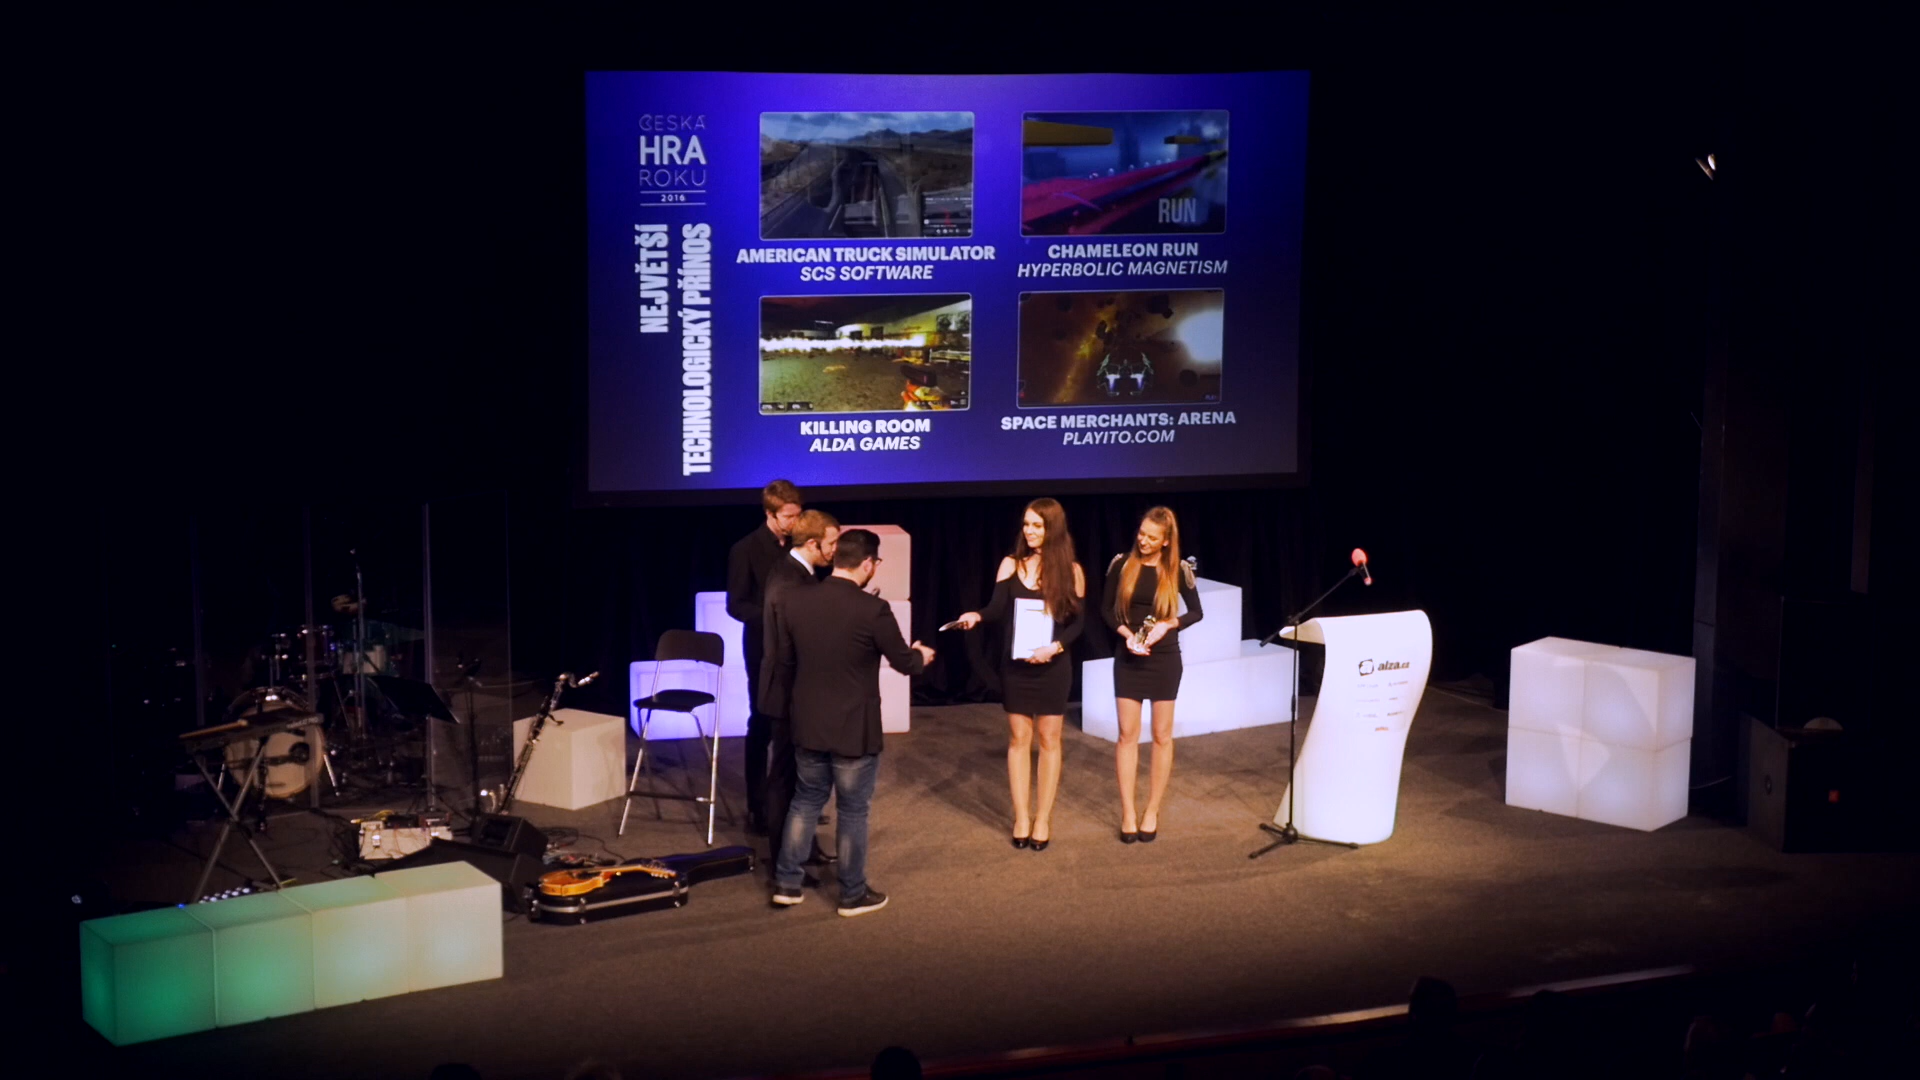 ČESKÁ
HRA
ROKU
2016
NEJVĚTŠÍ
TECHNOLOGICKÝ PŘÍNOS
AMERICAN TRUCK SIMULATOR
SCS SOFTWARE
RUN
CHAMELEON RUN
HYPERBOLIC MAGNETISM
KILLING ROOM
ALDA GAMES
SPACE MERCHANTS: ARENA
PLAYITO.COM
alza.cz